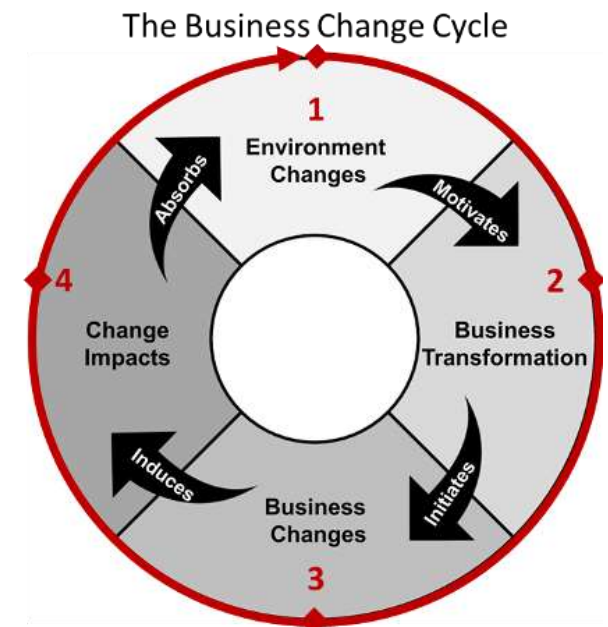 The Business Change Cycle
1
Environment
Changes
Motivates
2
Business
Transformation
Initiates
Business
Changes
3
Induces
4
Change
Impacts
Absorbs